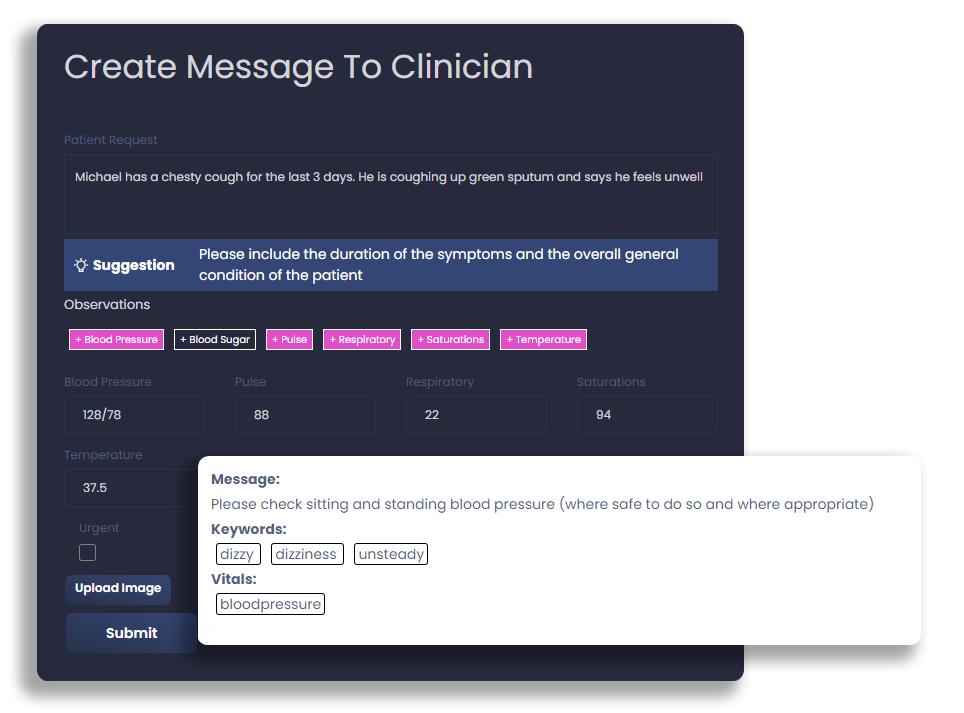 Create Message To Clinician
Patient Request
Michael has a chesty cough for the last 3 days. He is coughing up green sputum and says he feels unwell
Suggestion
Please include the duration of the symptoms and the overall general
condition of the patient
Observations
+ Blood Pressure + Blood Sugar + Pulse + Respiratory + Saturations + Temperature
Blood Pressure Pulse Respiratory Saturations
128/78 88 22 94
Temperature
37.5
Urgent
Upload Image
Submit
Message:
Please check sitting and standing blood pressure (where safe to do so and where appropriate)
Keywords:
dizzy dizziness unsteady
Vitals:
bloodpressure